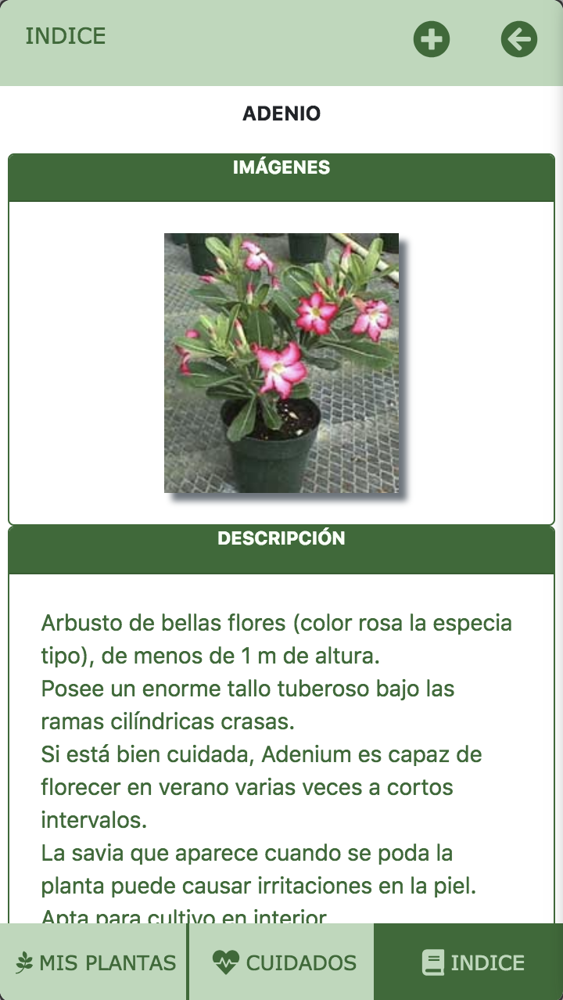 INDICE
ADENIO
IMÁGENES
DESCRIPCIÓN
Arbusto de bellas flores (color rosa la especia
tipo), de menos de 1 m de altura.
Posee un enorme tallo tuberoso bajo las
ramas cilíndricas crasas.
Si está bien cuidada, Adenium es capaz de
florecer en verano varias veces a cortos
intervalos.
La savia que aparece cuando se poda la
planta puede causar irritaciones en la piel.
Apta para cultivo en interior
MIS PLANTAS
CUIDADOS
INDICE